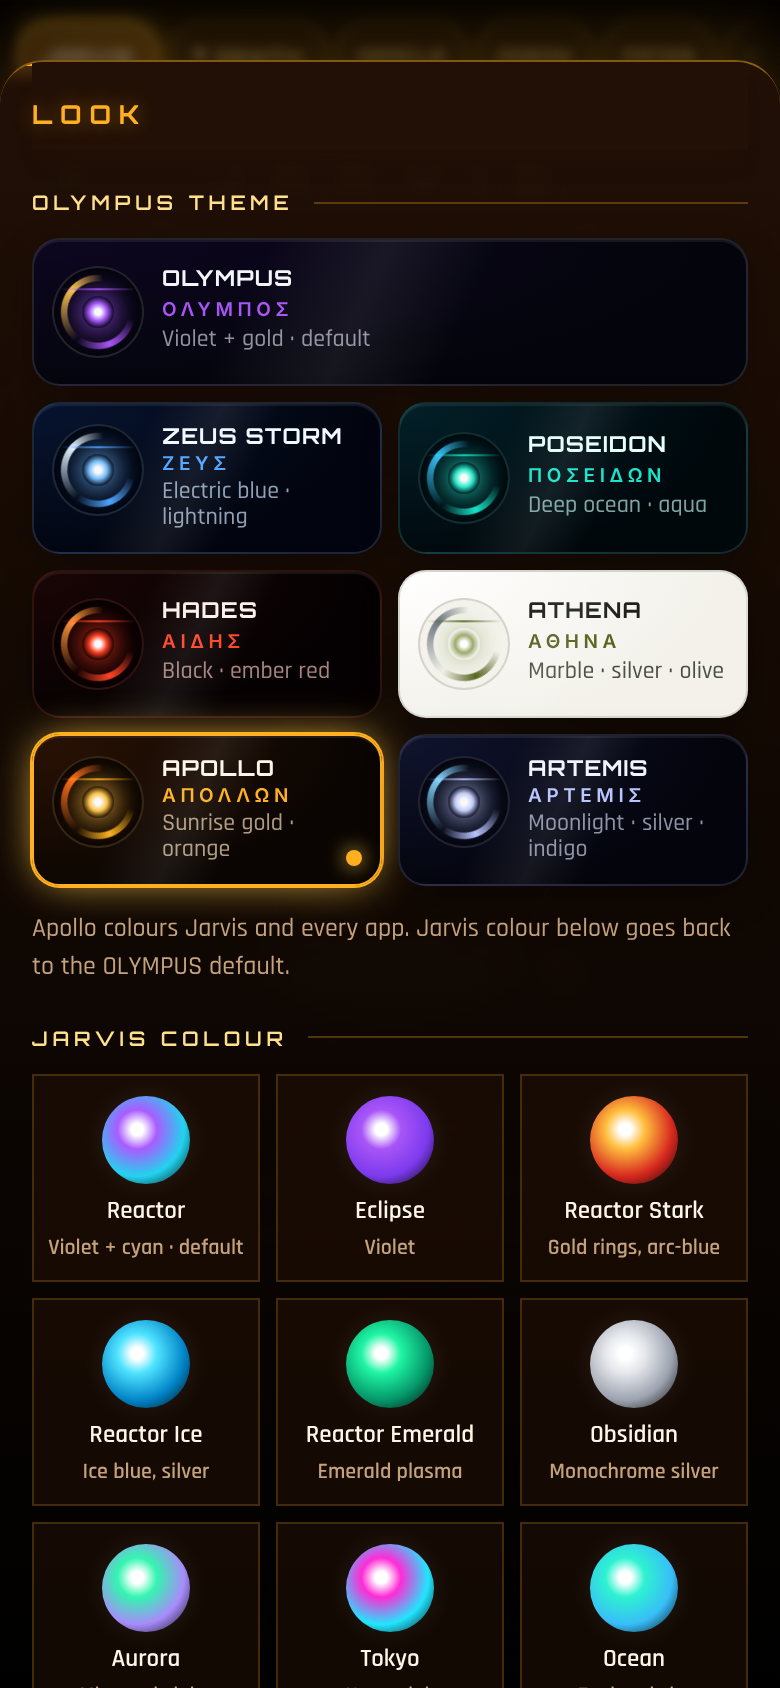 LOOK
OLYMPUS THEME
OLYMPUS
ΟΛΥΜΠΟΣ
Violet + gold · default
ZEUS STORM
ΖΕΥΣ
Electric blue ·
lightning
POSEIDON
ΠΟΣΕΙΔΩΝ
Deep ocean · aqua
HADES
ΑΙΔΗΣ
Black · ember red
ATHENA
ΑΘΗΝΑ
Marble · silver · olive
APOLLO
ΑΠΟΛΛΩΝ
Sunrise gold ·
orange
ARTEMIS
ΑΡΤΕΜΙΣ
Moonlight · silver ·
indigo
Apollo colours Jarvis and every app. Jarvis colour below goes back
to the OLYMPUS default.
JARVIS COLOUR
Reactor
Violet + cyan · default
Eclipse
Violet
Reactor Stark
Gold rings, arc-blue
Reactor Ice
Ice blue, silver
Reactor Emerald
Emerald plasma
Obsidian
Monochrome silver
Aurora
Tokyo
Ocean